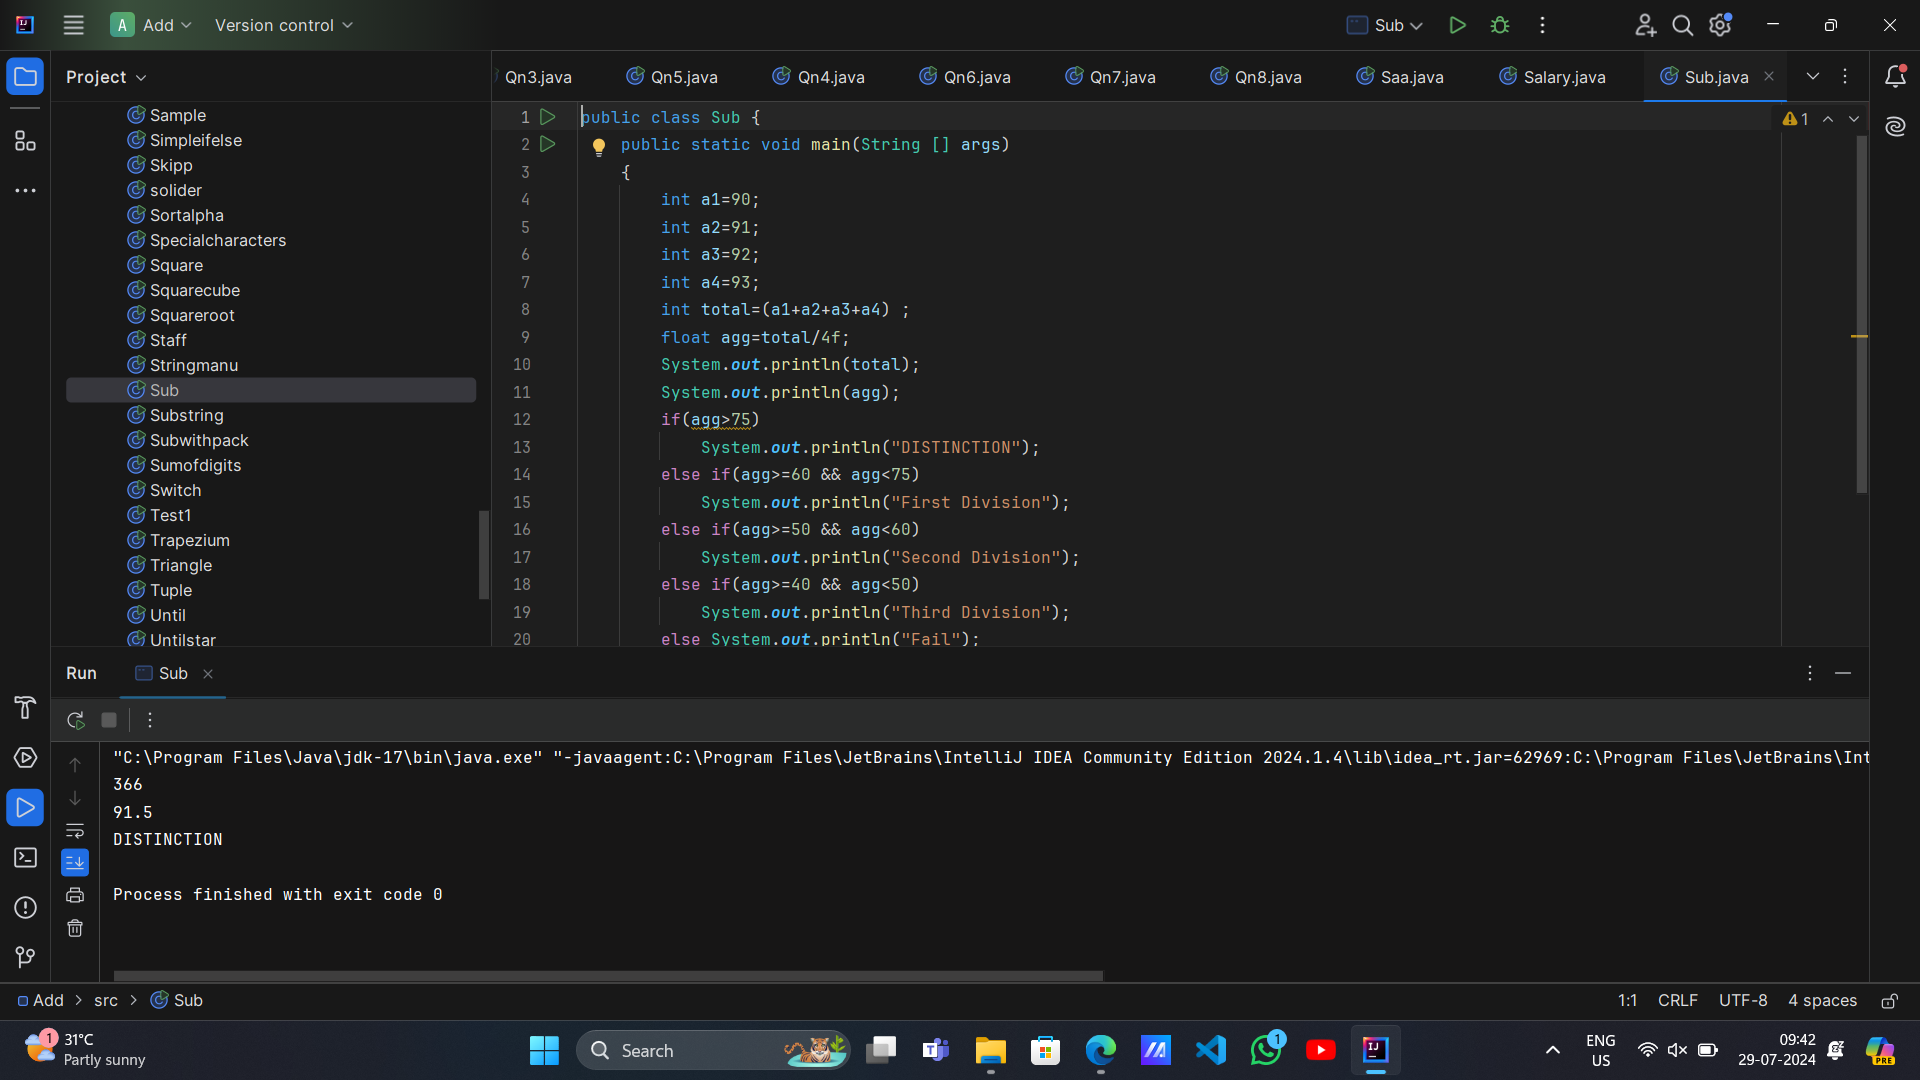 A Add Version control Sub
Project
Qn3.java Qn5.java Qn4.java Qn6.java Qn7.java Qn8.java Saa.java Salary.java Sub.java
Sample
Simpleifelse
Skipp
solider
Sortalpha
Specialcharacters
Square
Squarecube
Squareroot
Staff
Stringmanu
Sub
Substring
Subwithpack
Sumofdigits
Switch
Test1
Trapezium
Triangle
Tuple
Until
Untilstar
1 public class Sub {
1
2 public static void main(String [] args)
3 {
4 int a1=90;
5 int a2=91;
6 int a3=92;
7 int a4=93;
8 int total=(a1+a2+a3+a4) ;
9 float agg=total/4f;
10 System.out.println(total);
11 System.out.println(agg);
12 if(agg>75)
13 System.out.println("DISTINCTION");
14 else if(agg>=60 && agg<75)
15 System.out.println("First Division");
16 else if(agg>=50 && agg<60)
17 System.out.println("Second Division");
18 else if(agg>=40 && agg<50)
19 System.out.println("Third Division");
20 else System.out.println("Fail");
Run Sub
"C:\Program Files\Java\jdk-17\bin\java.exe" "-javaagent:C:\Program Files\JetBrains\IntelliJ IDEA Community Edition 2024.1.4\lib\idea_rt.jar=62969:C:\Program Files\JetBrains\Int
366
91.5
DISTINCTION
Process finished with exit code 0
Add > src > Sub
1:1 CRLF UTF-8 4 spaces
1
31°C
Partly sunny
Search
1
ENG
US
09:42
29-07-2024
PRE